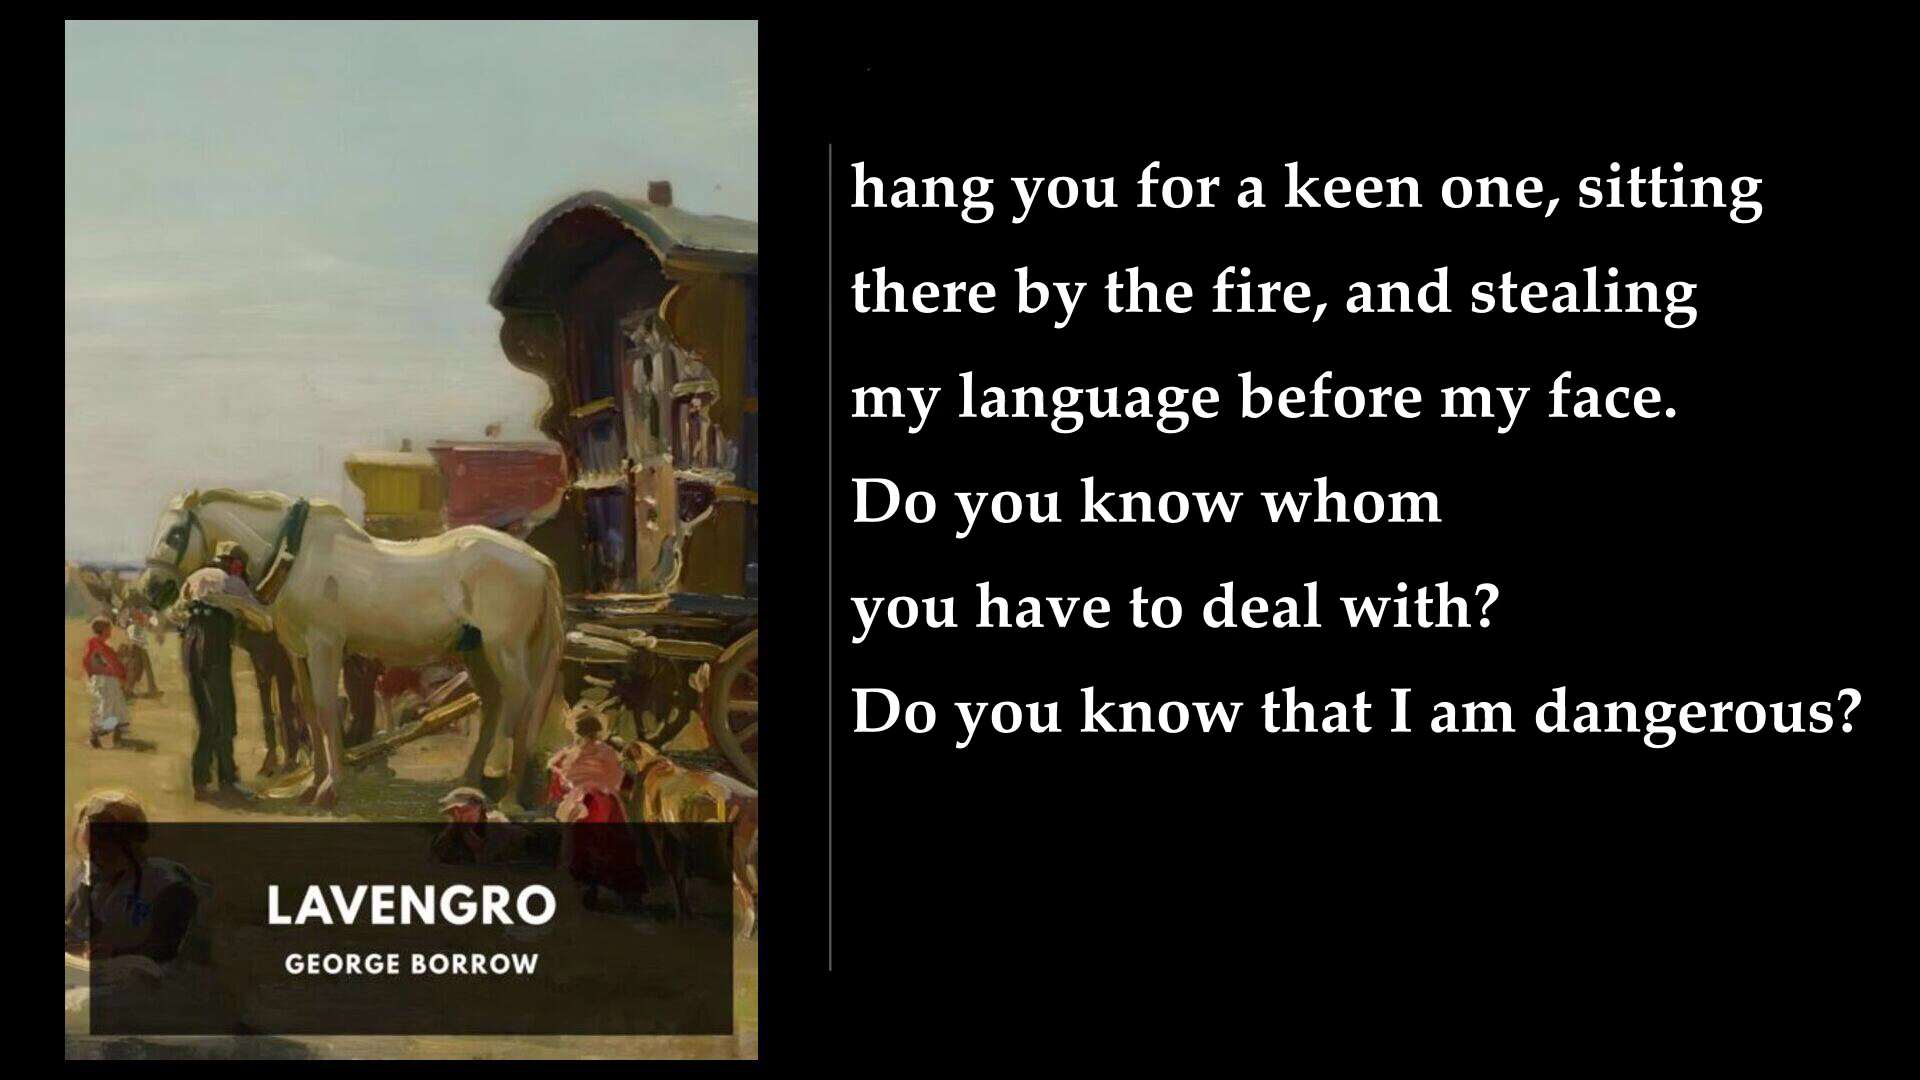 hang you for a keen one, sitting
there by the fire, and stealing
my language before my face.
Do you know whom
you have to deal with?
Do you know that I am dangerous?
LAVENGRO
GEORGE BORROW